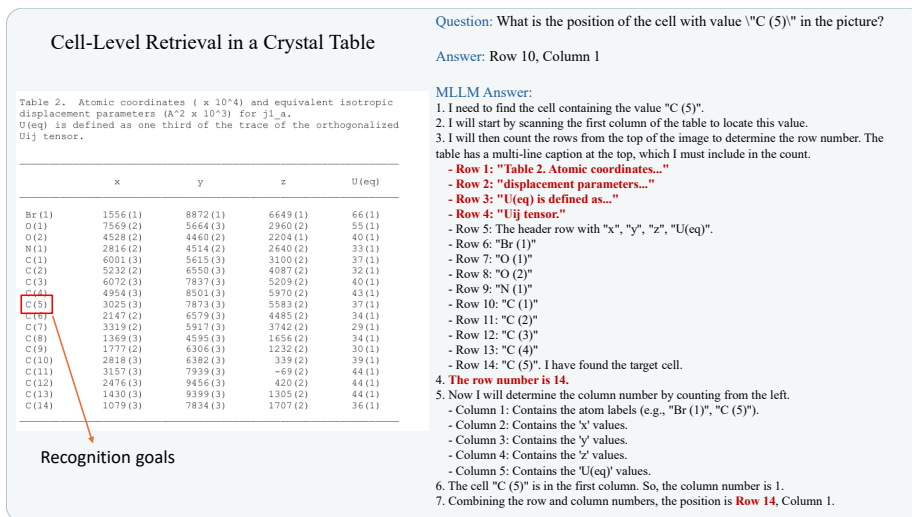 Cell-Level Retrieval in a Crystal Table
Table 2. Atomic coordinates ( x 10^4) and equivalent isotropic
displacement parameters (A^2 x 10^3) for j1_a.
U(eq) is defined as one third of the trace of the orthogonalized
Uij tensor.
x y z U(eq)
Br(1) 1556(1) 8872(1) 6649(1) 66(1)
O(1) 7569(2) 5664(3) 2960(2) 55(1)
O(2) 4528(2) 4460(2) 2204(1) 40(1)
N(1) 2816(2) 4514(2) 2640(2) 33(1)
C(1) 6001(3) 5615(3) 3100(2) 37(1)
C(2) 5232(2) 6550(3) 4087(2) 32(1)
C(3) 6072(3) 7837(3) 5209(2) 40(1)
C(4) 4954(3) 8501(3) 5970(2) 43(1)
C(5) 3025(3) 7873(3) 5583(2) 37(1)
C(6) 2147(2) 6579(3) 4485(2) 34(1)
C(7) 3319(2) 5917(3) 3742(2) 29(1)
C(8) 1369(3) 4595(3) 1656(2) 34(1)
C(9) 1777(2) 6306(3) 1232(2) 30(1)
C(10) 2818(3) 6382(3) 339(2) 39(1)
C(11) 3157(3) 7939(3) -69(2) 44(1)
C(12) 2476(3) 9456(3) 420(2) 44(1)
C(13) 1430(3) 9399(3) 1305(2) 44(1)
C(14) 1079(3) 7834(3) 1707(2) 36(1)
Recognition goals
Question: What is the position of the cell with value \"C (5)\" in the picture?
Answer: Row 10, Column 1
MLLM Answer:
1. I need to find the cell containing the value "C (5)".
2. I will start by scanning the first column of the table to locate this value.
3. I will then count the rows from the top of the image to determine the row number. The
table has a multi-line caption at the top, which I must include in the count.
- Row 1: "Table 2. Atomic coordinates..."
- Row 2: "displacement parameters..."
- Row 3: "U(eq) is defined as..."
- Row 4: "Uij tensor."
- Row 5: The header row with "x", "y", "z", "U(eq)".
- Row 6: "Br (1)"
- Row 7: "O (1)"
- Row 8: "O (2)"
- Row 9: "N (1)"
- Row 10: "C (1)"
- Row 11: "C (2)"
- Row 12: "C (3)"
- Row 13: "C (4)"
- Row 14: "C (5)". I have found the target cell.
4. The row number is 14.
5. Now I will determine the column number by counting from the left.
- Column 1: Contains the atom labels (e.g., "Br (1)", "C (5)").
- Column 2: Contains the 'x' values.
- Column 3: Contains the 'y' values.
- Column 4: Contains the 'z' values.
- Column 5: Contains the 'U(eq)' values.
6. The cell "C (5)" is in the first column. So, the column number is 1.
7. Combining the row and column numbers, the position is Row 14, Column 1.